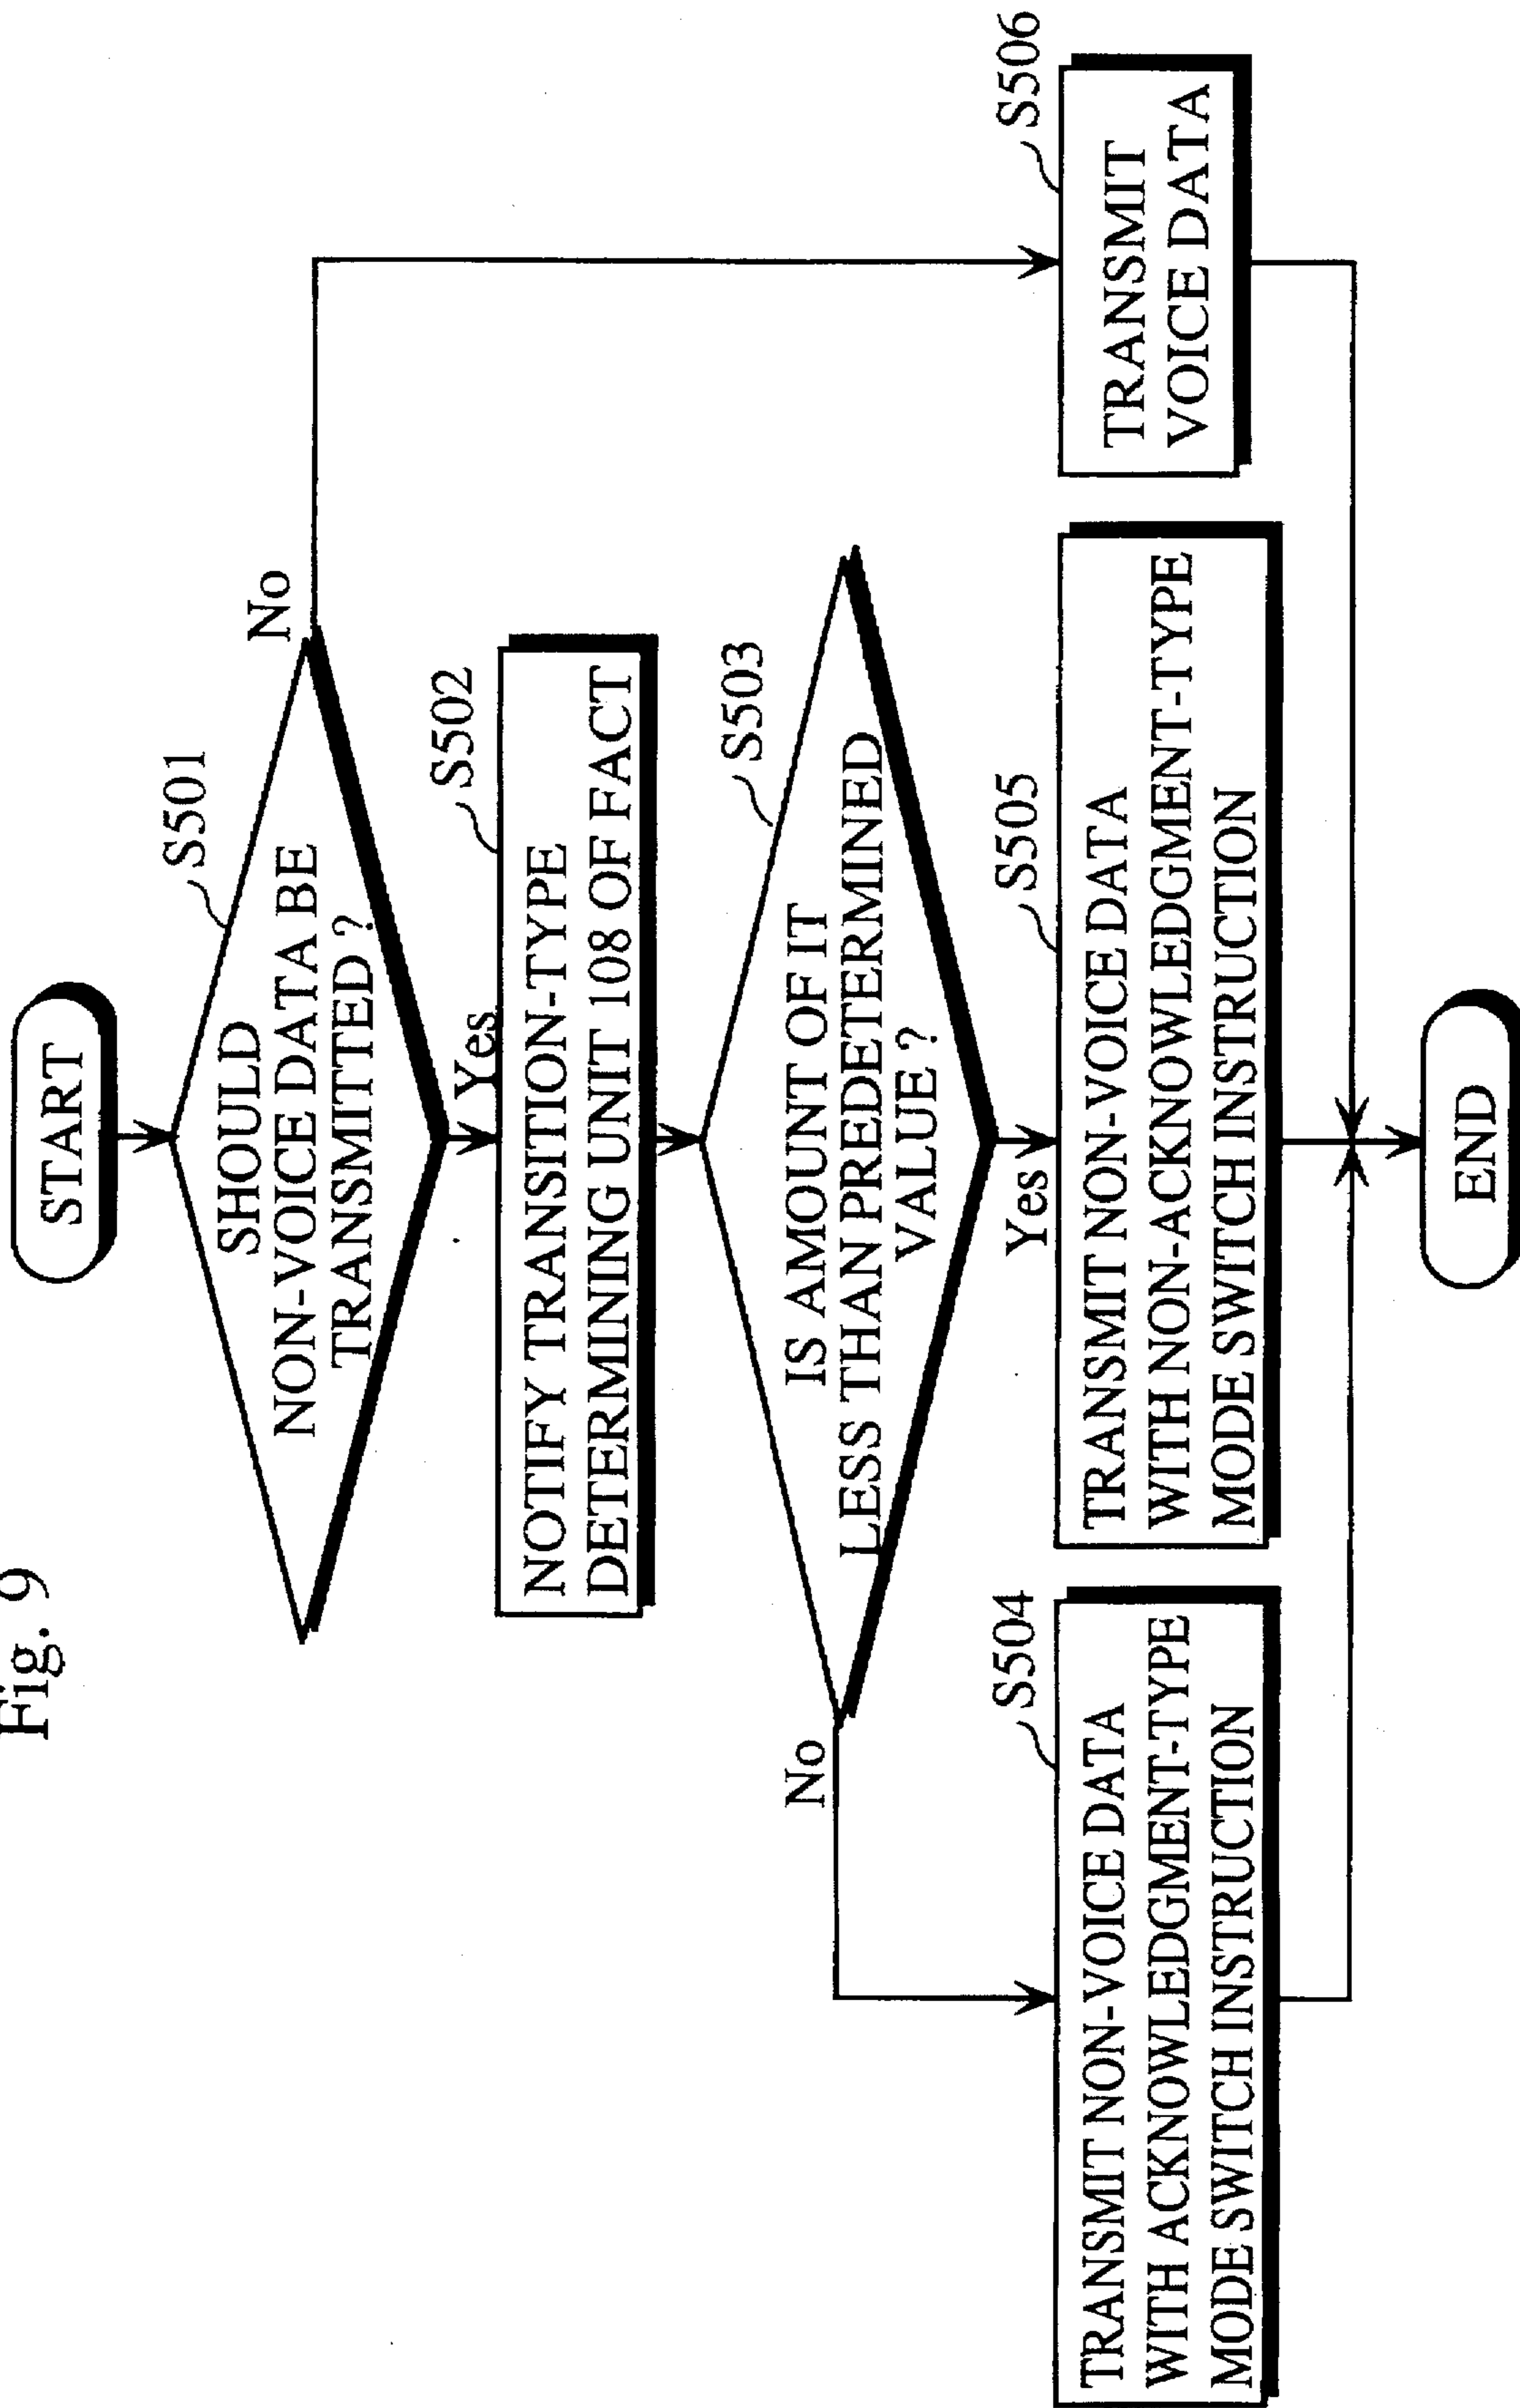 Fig. 9
START
S501
SHOULD
NON-VOICE DATA BE
TRANSMITTED ?
No
Yes
S502
NOTIFY TRANSITION-TYPE
DETERMINING UNIT 108 OF FACT
S503
IS AMOUNT OF IT
LESS THAN PREDETERMINED
VALUE ?
No
Yes
S504
TRANSMIT NON-VOICE DATA
WITH ACKNOWLEDGMENT-TYPE
MODE SWITCH INSTRUCTION
S505
TRANSMIT NON-VOICE DATA
WITH NON-ACKNOWLEDGMENT-TYPE
MODE SWITCH INSTRUCTION
S506
TRANSMIT
VOICE DATA
END